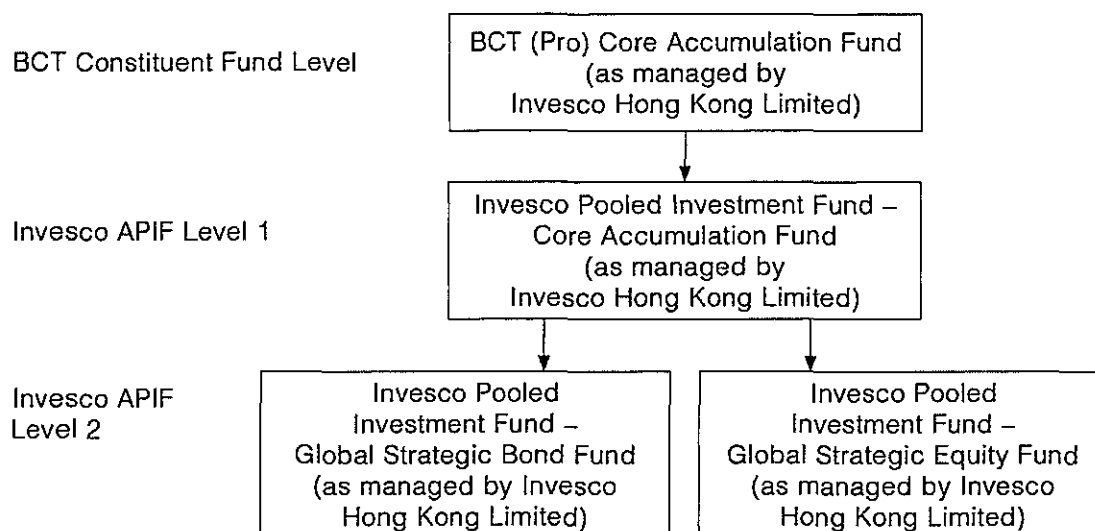 BCT Constituent Fund Level
BCT (Pro) Core Accumulation Fund
(as managed by
Invesco Hong Kong Limited)
Invesco APIF Level 1
Invesco Pooled Investment Fund –
Core Accumulation Fund
(as managed by
Invesco Hong Kong Limited)
Invesco APIF
Level 2
Invesco Pooled
Investment Fund –
Global Strategic Bond Fund
(as managed by Invesco
Hong Kong Limited)
Invesco Pooled
Investment Fund –
Global Strategic Equity Fund
(as managed by Invesco
Hong Kong Limited)